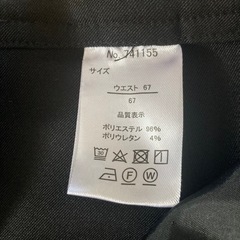 No. 741155
サイズ
ウエスト 67
67
品質表示
ポリエステル 96%
ポリウレタン 4%
F W